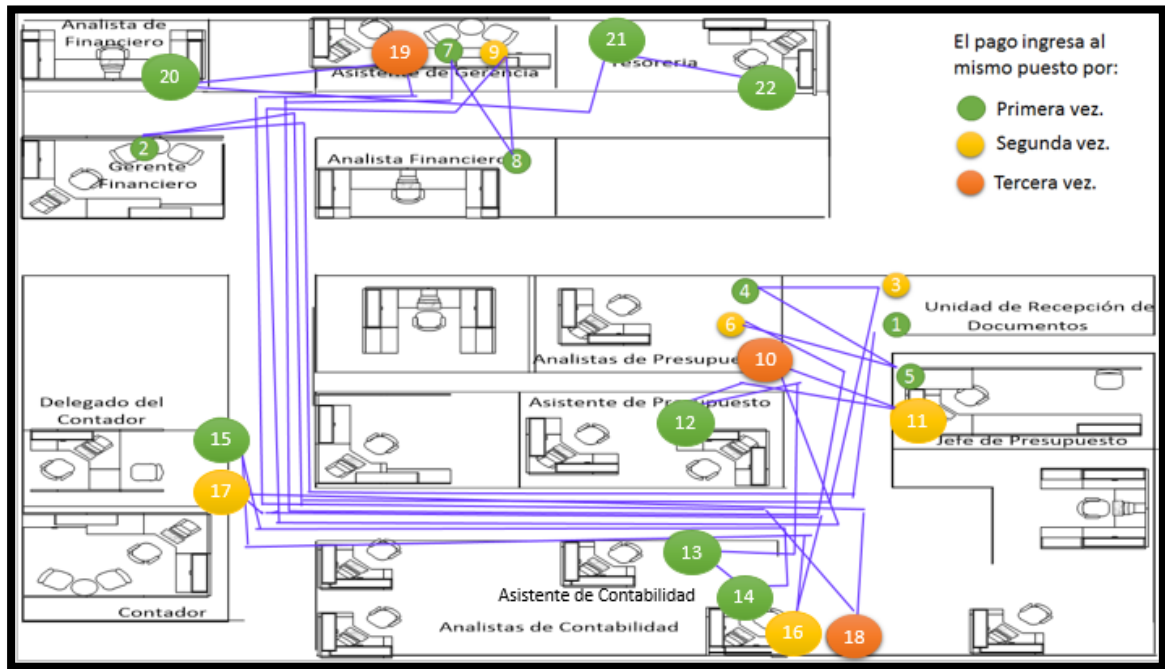 Analista de
Financiero
20
19
7
9
Asistente de Gerencia
21
Tesoreria
22
El pago ingresa al
mismo puesto por:
Primera vez.
Segunda vez.
Tercera vez.
2
Gerente
Financiero
Analista Financiero
8
4
3
6
1
Unidad de Recepción de
Documentos
Analistas de Presupue
10
5
11
Jefe de Presupuesto
Asistente de Presupuesto
12
Delegado del
Contador
15
17
Contador
13
Asistente de Contabilidad
14
Analistas de Contabilidad
16
18